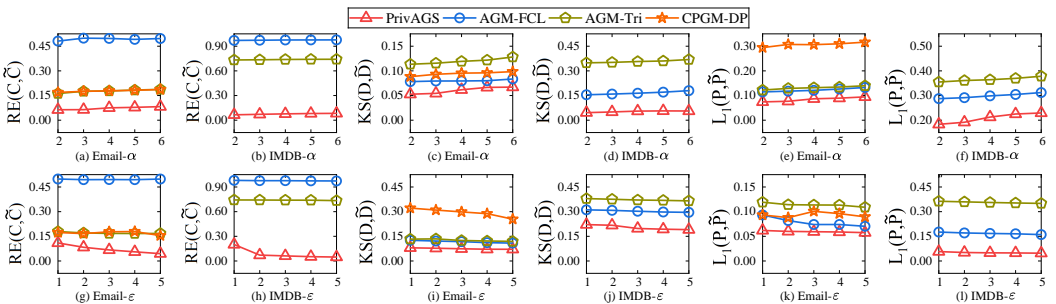 PrivAGS AGM-FCL AGM-Tri CPGM-DP
RE(C,C̃) 0.45 0.30 0.15 0.00 2 3 4 5 6
(a) Email-α
RE(C,C̃) 0.90 0.60 0.30 0.00 2 3 4 5 6
(b) IMDB-α
KS(D,D̃) 0.15 0.10 0.05 0.00 2 3 4 5 6
(c) Email-α
KS(D,D̃) 0.45 0.30 0.15 0.00 2 3 4 5 6
(d) IMDB-α
L₁(P,P̃) 0.30 0.20 0.10 0.00 2 3 4 5 6
(e) Email-α
L₁(P,P̃) 0.50 0.40 0.30 0.20 2 3 4 5 6
(f) IMDB-α
RE(C,C̃) 0.45 0.30 0.15 0.00 1 2 3 4 5
(g) Email-ε
RE(C,C̃) 0.90 0.60 0.30 0.00 1 2 3 4 5
(h) IMDB-ε
KS(D,D̃) 0.45 0.30 0.15 0.00 1 2 3 4 5
(i) Email-ε
KS(D,D̃) 0.45 0.30 0.15 0.00 1 2 3 4 5
(j) IMDB-ε
L₁(P,P̃) 0.15 0.10 0.05 0.00 1 2 3 4 5
(k) Email-ε
L₁(P,P̃) 0.45 0.30 0.15 0.00 1 2 3 4 5
(l) IMDB-ε